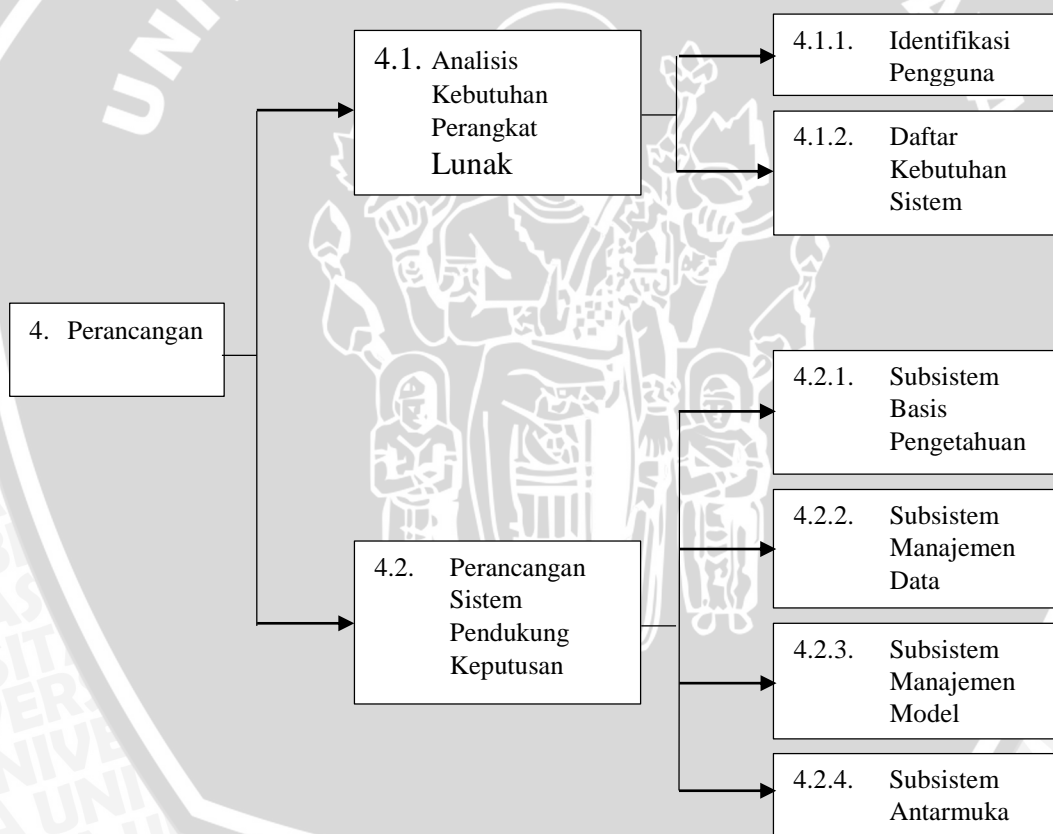 4. Perancangan
4.1. Analisis
Kebutuhan
Perangkat
Lunak
4.1.1. Identifikasi
Pengguna
4.1.2. Daftar
Kebutuhan
Sistem
4.2. Perancangan
Sistem
Pendukung
Keputusan
4.2.1. Subsistem
Basis
Pengetahuan
4.2.2. Subsistem
Manajemen
Data
4.2.3. Subsistem
Manajemen
Model
4.2.4. Subsistem
Antarmuka